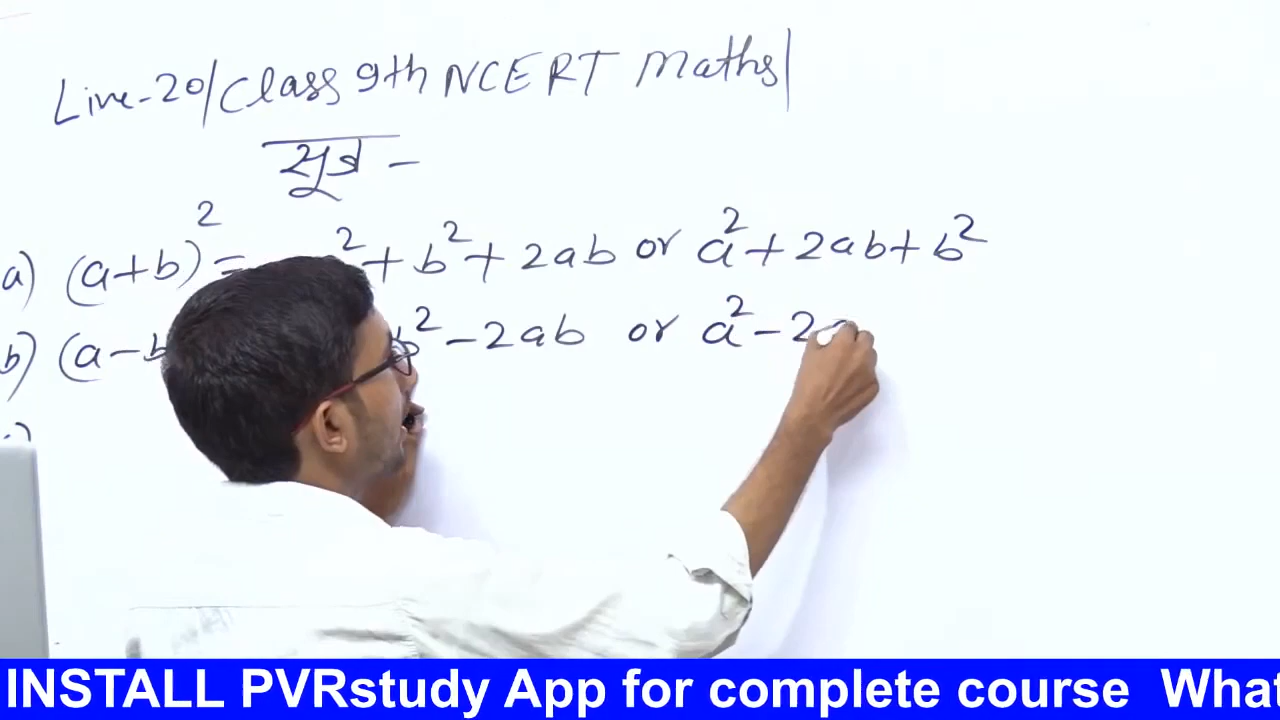 Live-20/Class 9th NCERT Maths|
सूत्र -
a) (a+b)² = ² + b² + 2ab or a² + 2ab + b²
b) (a-b ² - 2ab or a² - 2
INSTALL PVRstudy App for complete course What